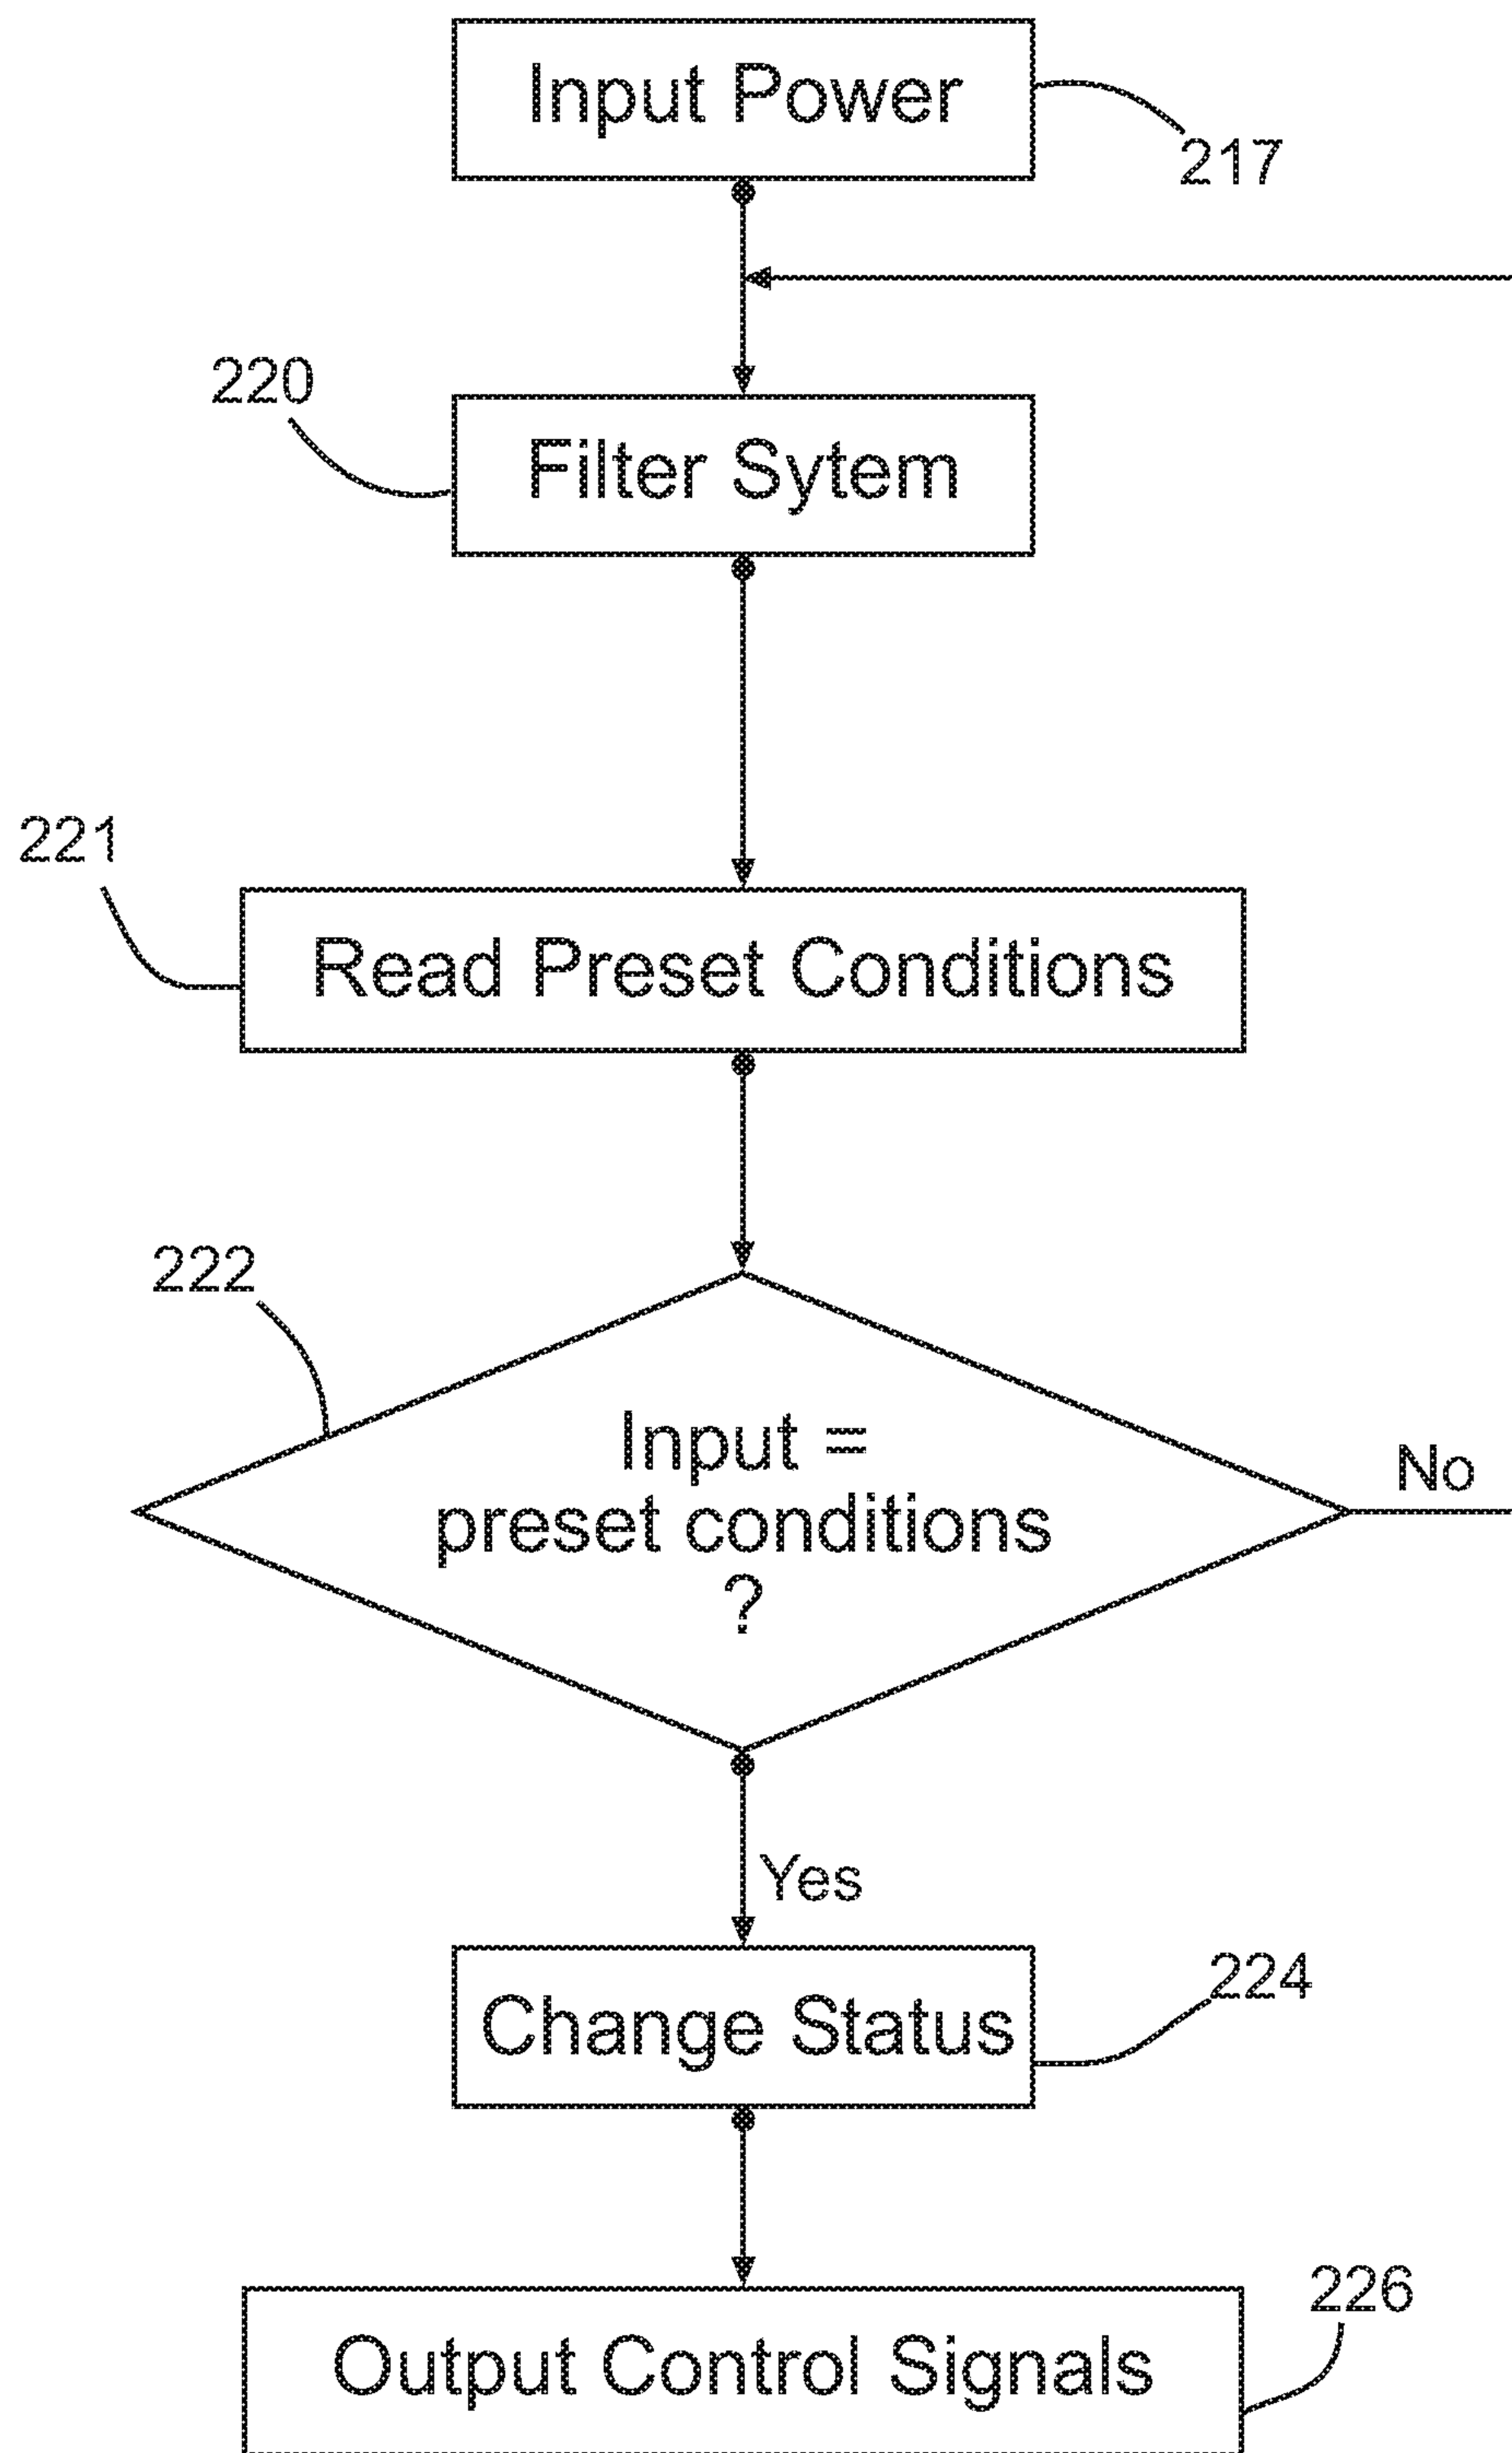 Input Power
217
220
Filter Sytem
221
Read Preset Conditions
222
Input =
preset conditions
?
No
Yes
Change Status
224
226
Output Control Signals